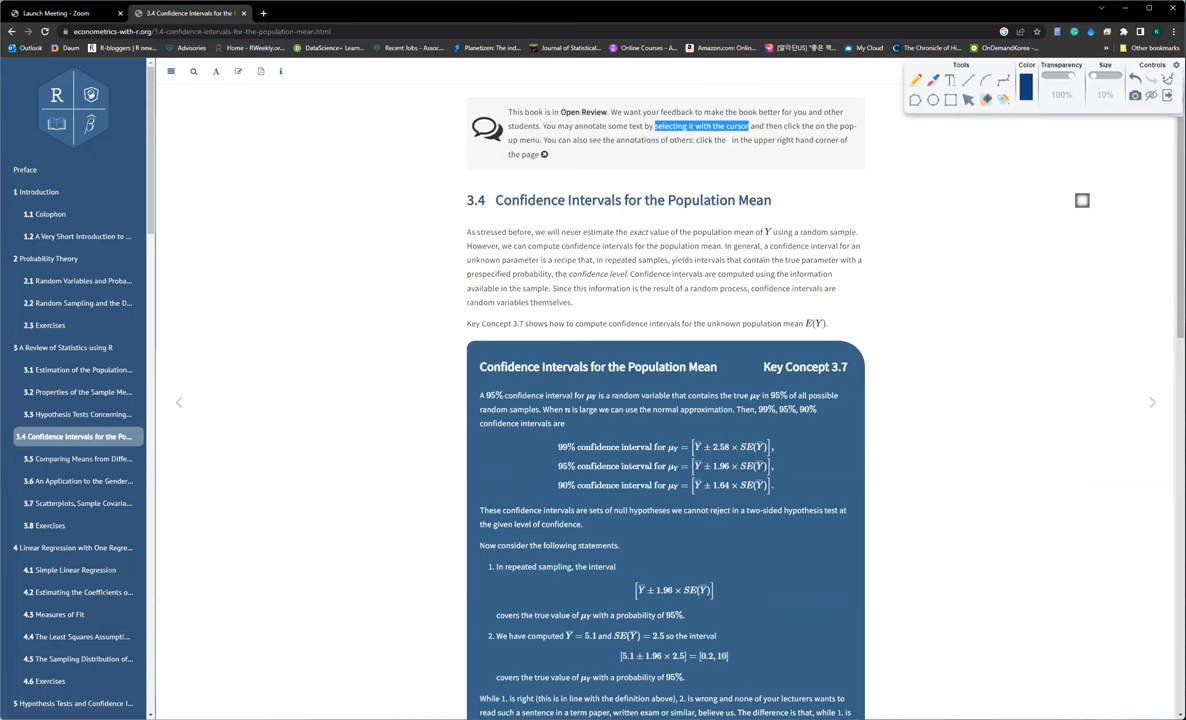 Launch Meeting - Zoom
3.4 Confidence Intervals for the
econometrics-with-r.org/3.4-confidence-intervals-for-the-population-mean.html
Outlook
Daum
R-bloggers | R new...
Advisories
Home - RWeekly.or...
DataScience+ Learn...
Recent Jobs - Assoc...
Planetizen: The ind...
Journal of Statistical...
Online Courses - A...
Amazon.com: Onlin...
[알라딘US] "좋은 책...
My Cloud
The Chronicle of Hi...
OnDemandKorea - ...
Other bookmarks
Tools
Color
Transparency
Size
Controls
100%
10%
R
β
Preface
1 Introduction
1.1 Colophon
1.2 A Very Short Introduction to ...
2 Probability Theory
2.1 Random Variables and Proba...
2.2 Random Sampling and the D...
2.3 Exercises
3 A Review of Statistics using R
3.1 Estimation of the Population...
3.2 Properties of the Sample Me...
3.3 Hypothesis Tests Concerning...
3.4 Confidence Intervals for the Po...
3.5 Comparing Means from Diffe...
3.6 An Application to the Gender...
3.7 Scatterplots, Sample Covaria...
3.8 Exercises
4 Linear Regression with One Regre...
4.1 Simple Linear Regression
4.2 Estimating the Coefficients o...
4.3 Measures of Fit
4.4 The Least Squares Assumpti...
4.5 The Sampling Distribution of...
4.6 Exercises
5 Hypothesis Tests and Confidence I...
This book is in Open Review. We want your feedback to make the book better for you and other
students. You may annotate some text by selecting it with the cursor and then click the on the pop-
up menu. You can also see the annotations of others: click the in the upper right hand corner of
the page
3.4 Confidence Intervals for the Population Mean
As stressed before, we will never estimate the exact value of the population mean of Y using a random sample.
However, we can compute confidence intervals for the population mean. In general, a confidence interval for an
unknown parameter is a recipe that, in repeated samples, yields intervals that contain the true parameter with a
prespecified probability, the confidence level. Confidence intervals are computed using the information
available in the sample. Since this information is the result of a random process, confidence intervals are
random variables themselves.
Key Concept 3.7 shows how to compute confidence intervals for the unknown population mean E(Y).
Confidence Intervals for the Population Mean
Key Concept 3.7
A 95% confidence interval for μY is a random variable that contains the true μY in 95% of all possible
random samples. When n is large we can use the normal approximation. Then, 99%, 95%, 90%
confidence intervals are
99% confidence interval for μY = [Y̅ ± 2.58 × SE(Y̅)],
95% confidence interval for μY = [Y̅ ± 1.96 × SE(Y̅)],
90% confidence interval for μY = [Y̅ ± 1.64 × SE(Y̅)].
These confidence intervals are sets of null hypotheses we cannot reject in a two-sided hypothesis test at
the given level of confidence.
Now consider the following statements.
1. In repeated sampling, the interval
[Y̅ ± 1.96 × SE(Y̅)]
covers the true value of μY with a probability of 95%.
2. We have computed Y̅ = 5.1 and SE(Y̅) = 2.5 so the interval
[5.1 ± 1.96 × 2.5] = [0.2, 10]
covers the true value of μY with a probability of 95%.
While 1. is right (this is in line with the definition above), 2. is wrong and none of your lecturers wants to
read such a sentence in a term paper, written exam or similar, believe us. The difference is that, while 1. is